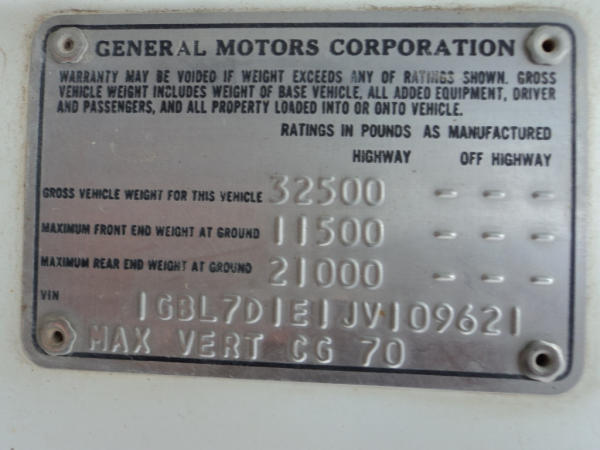 GENERAL MOTORS CORPORATION
WARRANTY MAY BE VOIDED IF WEIGHT EXCEEDS ANY OF RATINGS SHOWN. GROSS
VEHICLE WEIGHT INCLUDES WEIGHT OF BASE VEHICLE, ALL ADDED EQUIPMENT, DRIVER
AND PASSENGERS, AND ALL PROPERTY LOADED INTO OR ONTO VEHICLE.
RATINGS IN POUNDS AS MANUFACTURED
HIGHWAY OFF HIGHWAY
GROSS VEHICLE WEIGHT FOR THIS VEHICLE 32500 - - -
MAXIMUM FRONT END WEIGHT AT GROUND 11500 - - -
MAXIMUM REAR END WEIGHT AT GROUND 21000 - - -
VIN 1GBL7D1E1JV109621
MAX VERT CG 70